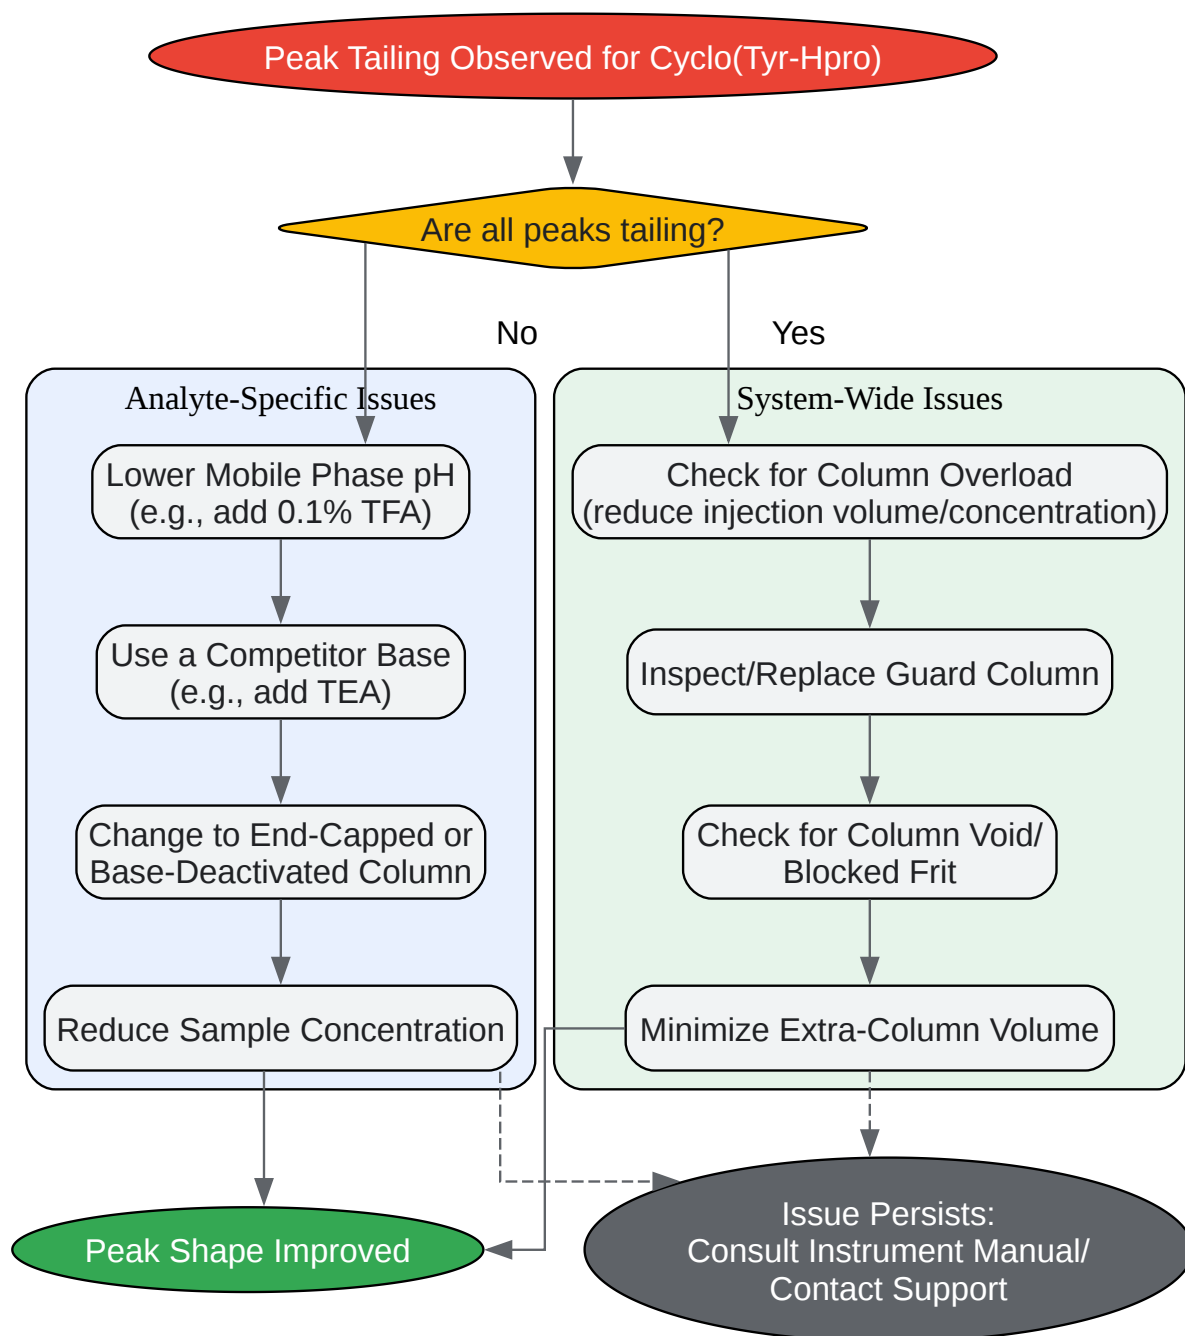 Peak Tailing Observed for Cyclo(Tyr-Hpro)
Are all peaks tailing?
No
Yes
Analyte-Specific Issues
Lower Mobile Phase pH
(e.g., add 0.1% TFA)
Use a Competitor Base
(e.g., add TEA)
Change to End-Capped or
Base-Deactivated Column
Reduce Sample Concentration
System-Wide Issues
Check for Column Overload
(reduce injection volume/concentration)
Inspect/Replace Guard Column
Check for Column Void/
Blocked Frit
Minimize Extra-Column Volume
Peak Shape Improved
Issue Persists:
Consult Instrument Manual/
Contact Support